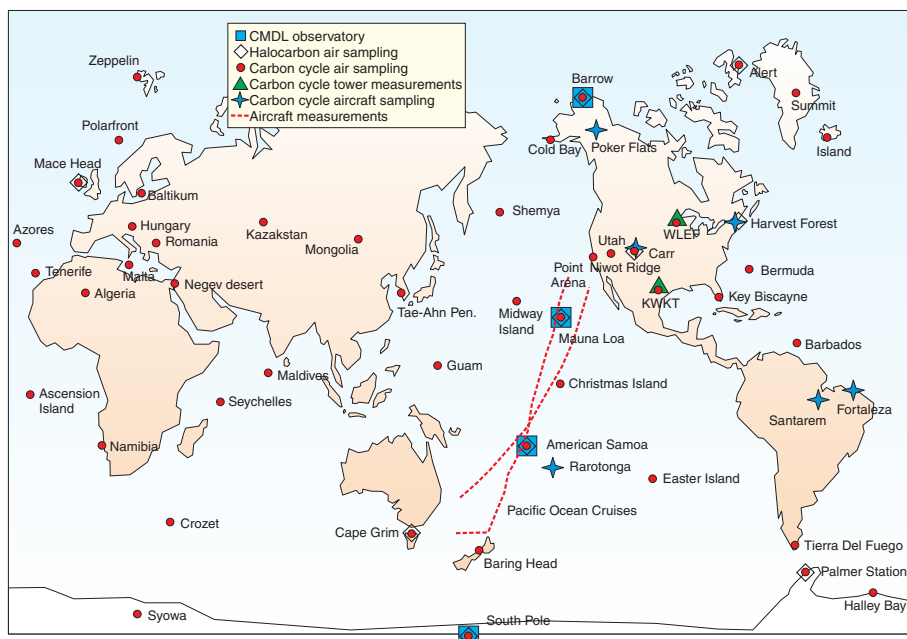 CMDL observatory
Halocarbon air sampling
Carbon cycle air sampling
Carbon cycle tower measurements
Carbon cycle aircraft sampling
Aircraft measurements
Zeppelin
Alert
Barrow
Summit
Polarfront
Cold Bay
Poker Flats
Island
Mace Head
Baltikum
Shemya
Harvest Forest
Azores
Hungary
Kazakstan
WLEF
Romania
Mongolia
Utah
Carr
Tenerife
Malta
Point
Arena
Niwot Ridge
Bermuda
Algeria
Negev desert
Tae-Ahn Pen.
Midway
Island
KWKT
Key Biscayne
Mauna Loa
Barbados
Guam
Maldives
Christmas Island
Ascension
Island
Seychelles
Santarem
Fortaleza
Namibia
American Samoa
Rarotonga
Easter Island
Pacific Ocean Cruises
Crozet
Cape Grim
Baring Head
Tierra Del Fuego
Palmer Station
Halley Bay
Syowa
South Pole